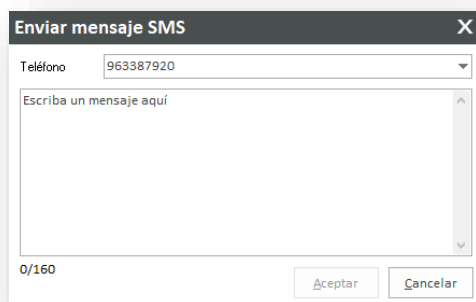 Enviar mensaje SMS X
Teléfono 963387920
Escriba un mensaje aquí
0/160
Aceptar Cancelar